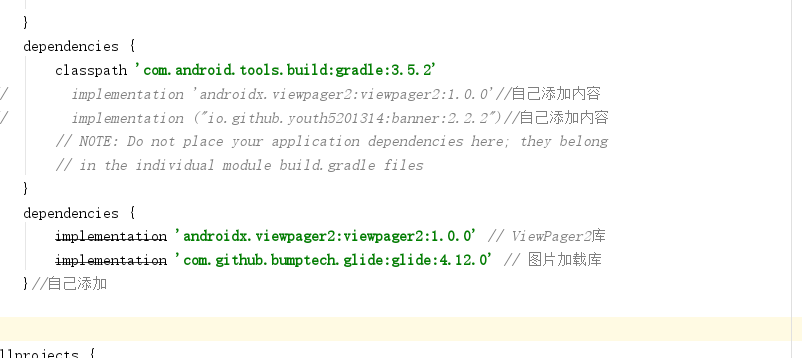 }
dependencies {
classpath 'com.android.tools.build:gradle:3.5.2'
// implementation 'androidx.viewpager2:viewpager2:1.0.0'//自己添加内容
// implementation ("io.github.youth5201314:banner:2.2.2")//自己添加内容
// NOTE: Do not place your application dependencies here; they belong
// in the individual module build.gradle files
}
dependencies {
implementation 'androidx.viewpager2:viewpager2:1.0.0' // ViewPager2库
implementation 'com.github.bumptech.glide:glide:4.12.0' // 图片加载库
}//自己添加
llprojects {